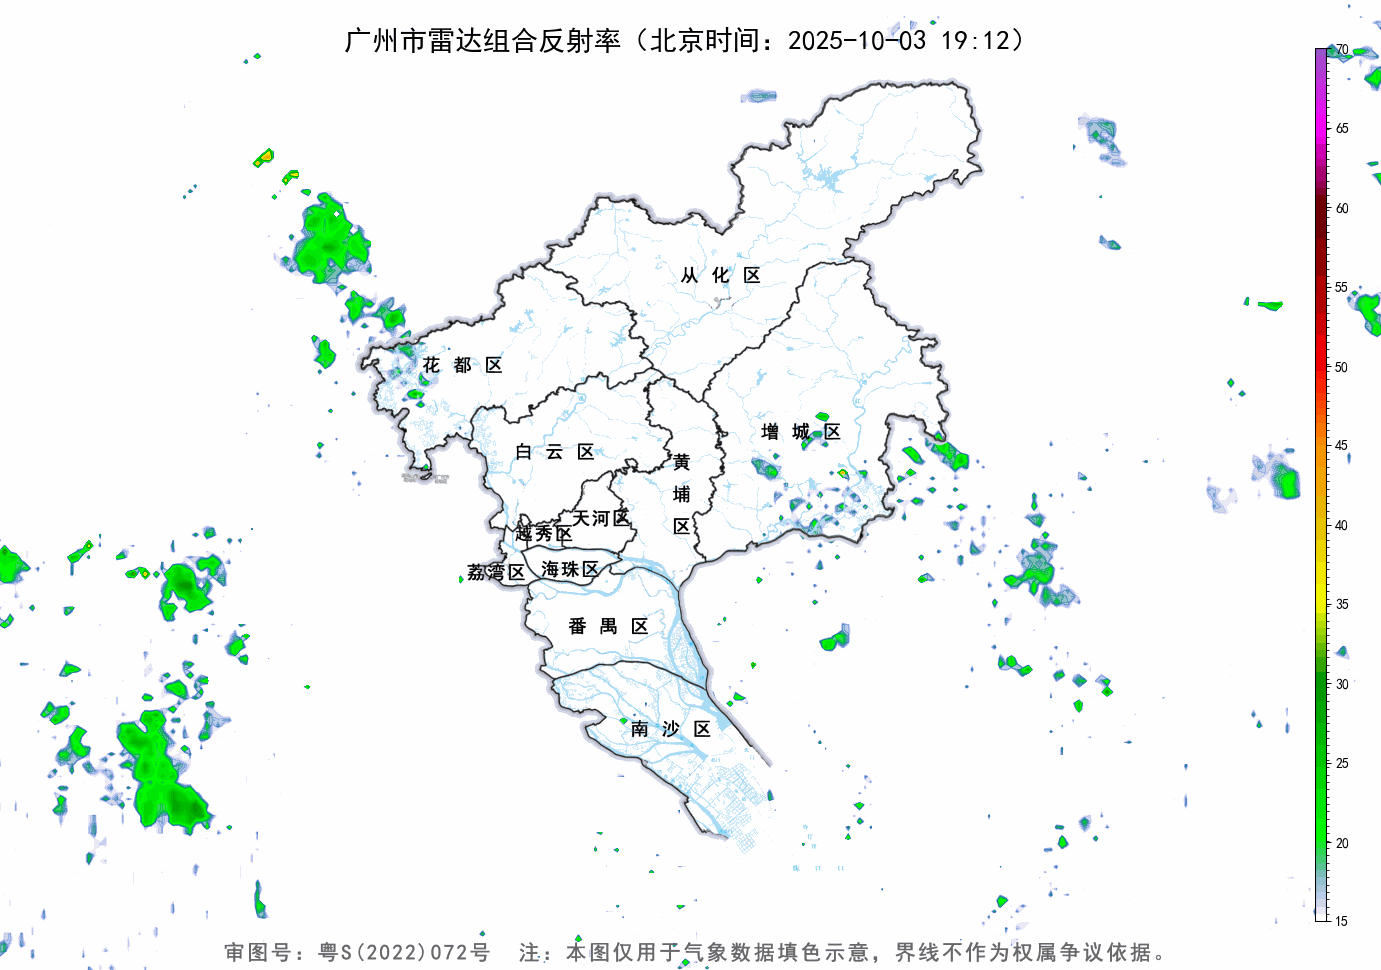 广州市雷达组合反射率（北京时间：2025-10-03 19:12）
70
65
60
55
50
45
40
35
30
25
20
15
从化区
花都区
增城区
白云区
黄埔区
天河区
越秀区
荔湾区
海珠区
番禺区
南沙区
审图号：粤S(2022)072号 注：本图仅用于气象数据填色示意，界线不作为权属争议依据。